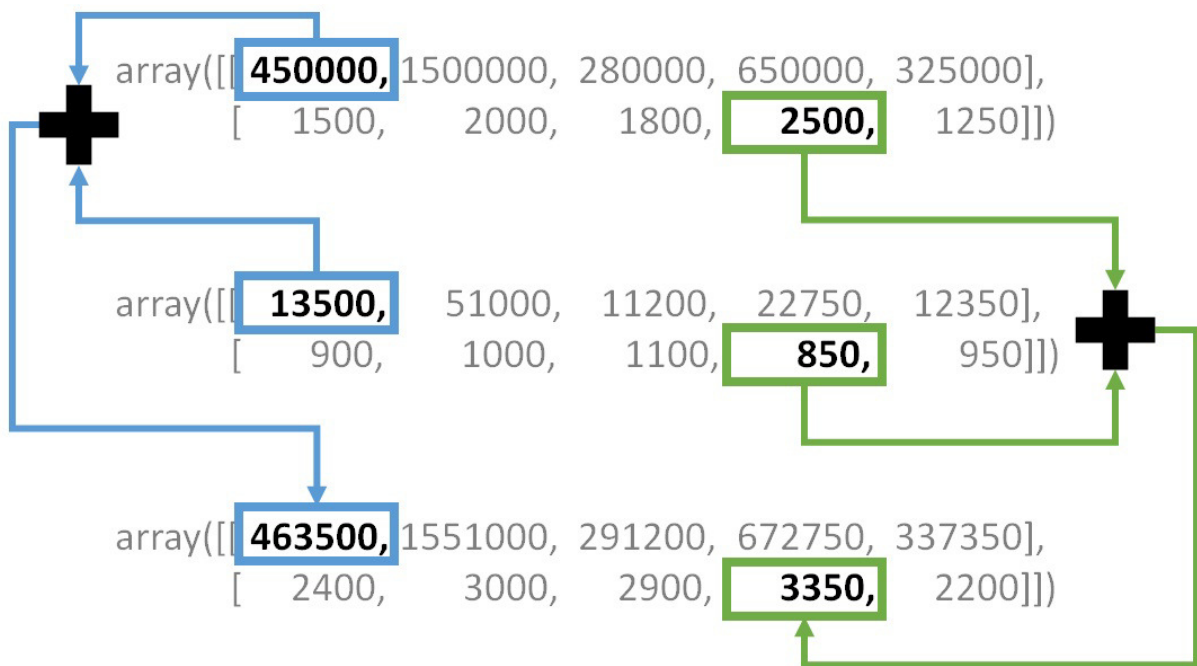 array([[ 450000, 1500000, 280000, 650000, 325000],
[ 1500, 2000, 1800, 2500, 1250]])
array([[ 13500, 51000, 11200, 22750, 12350],
[ 900, 1000, 1100, 850, 950]])
array([[ 463500, 1551000, 291200, 672750, 337350],
[ 2400, 3000, 2900, 3350, 2200]])